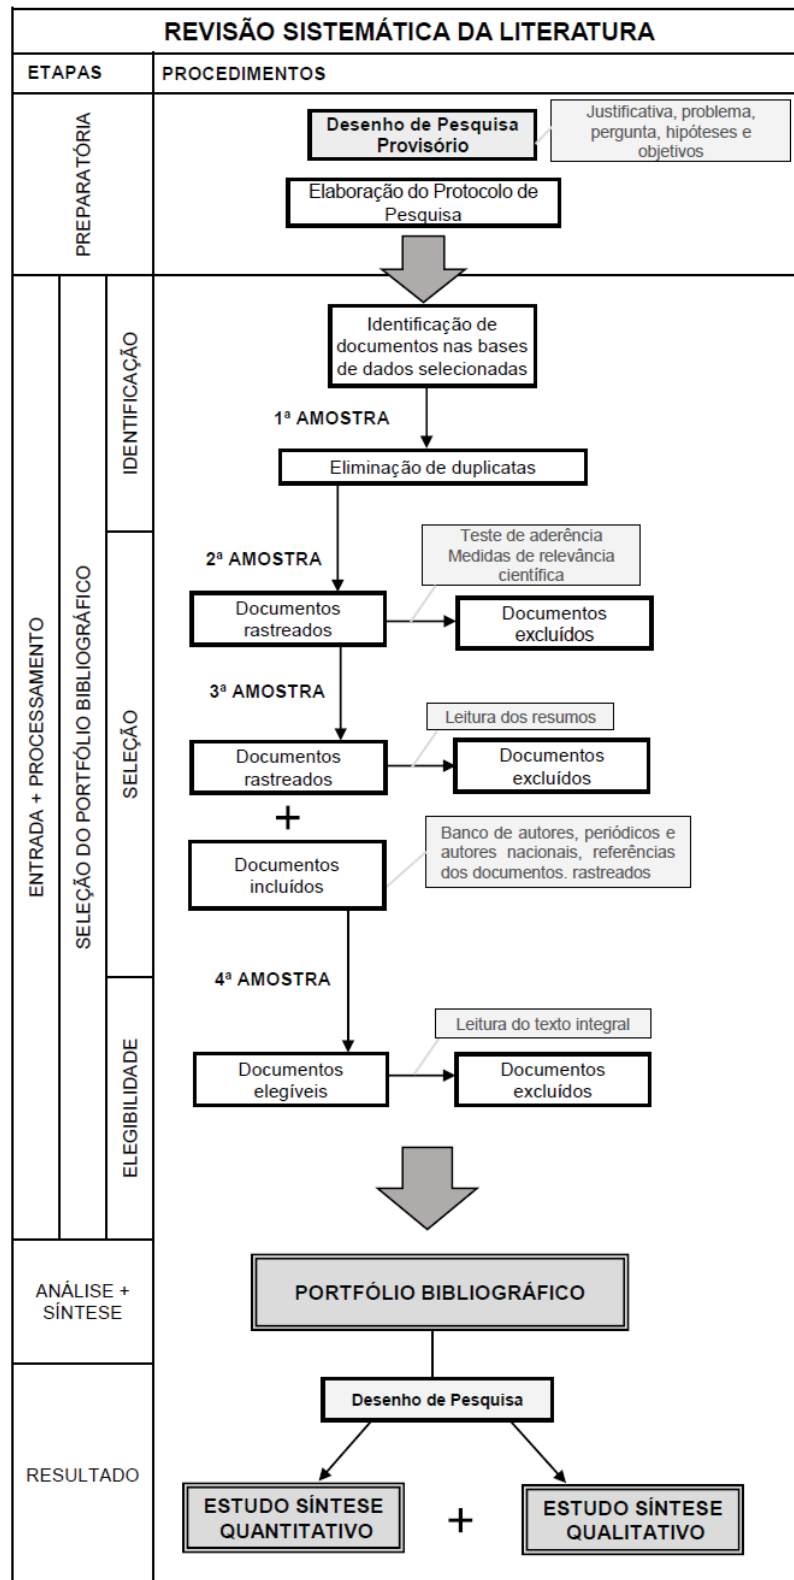 REVISÃO SISTEMÁTICA DA LITERATURA
ETAPAS
PROCEDIMENTOS
PREPARATÓRIA
Desenho de Pesquisa
Provisório
Justificativa, problema,
pergunta, hipóteses e
objetivos
Elaboração do Protocolo de
Pesquisa
ENTRADA + PROCESSAMENTO
SELEÇÃO DO PORTFÓLIO BIBLIOGRÁFICO
IDENTIFICAÇÃO
Identificação de
documentos nas bases
de dados selecionadas
1ª AMOSTRA
Eliminação de duplicatas
SELEÇÃO
2ª AMOSTRA
Teste de aderência
Medidas de relevância
científica
Documentos
rastreados
Documentos
excluídos
3ª AMOSTRA
Leitura dos resumos
Documentos
rastreados
Documentos
excluídos
+
Documentos
incluídos
Banco de autores, periódicos e
autores nacionais, referências
dos documentos. rastreados
4ª AMOSTRA
ELEGIBILIDADE
Leitura do texto integral
Documentos
elegíveis
Documentos
excluídos
ANÁLISE +
SÍNTESE
PORTFÓLIO BIBLIOGRÁFICO
RESULTADO
Desenho de Pesquisa
ESTUDO SÍNTESE
QUANTITATIVO
+
ESTUDO SÍNTESE
QUALITATIVO